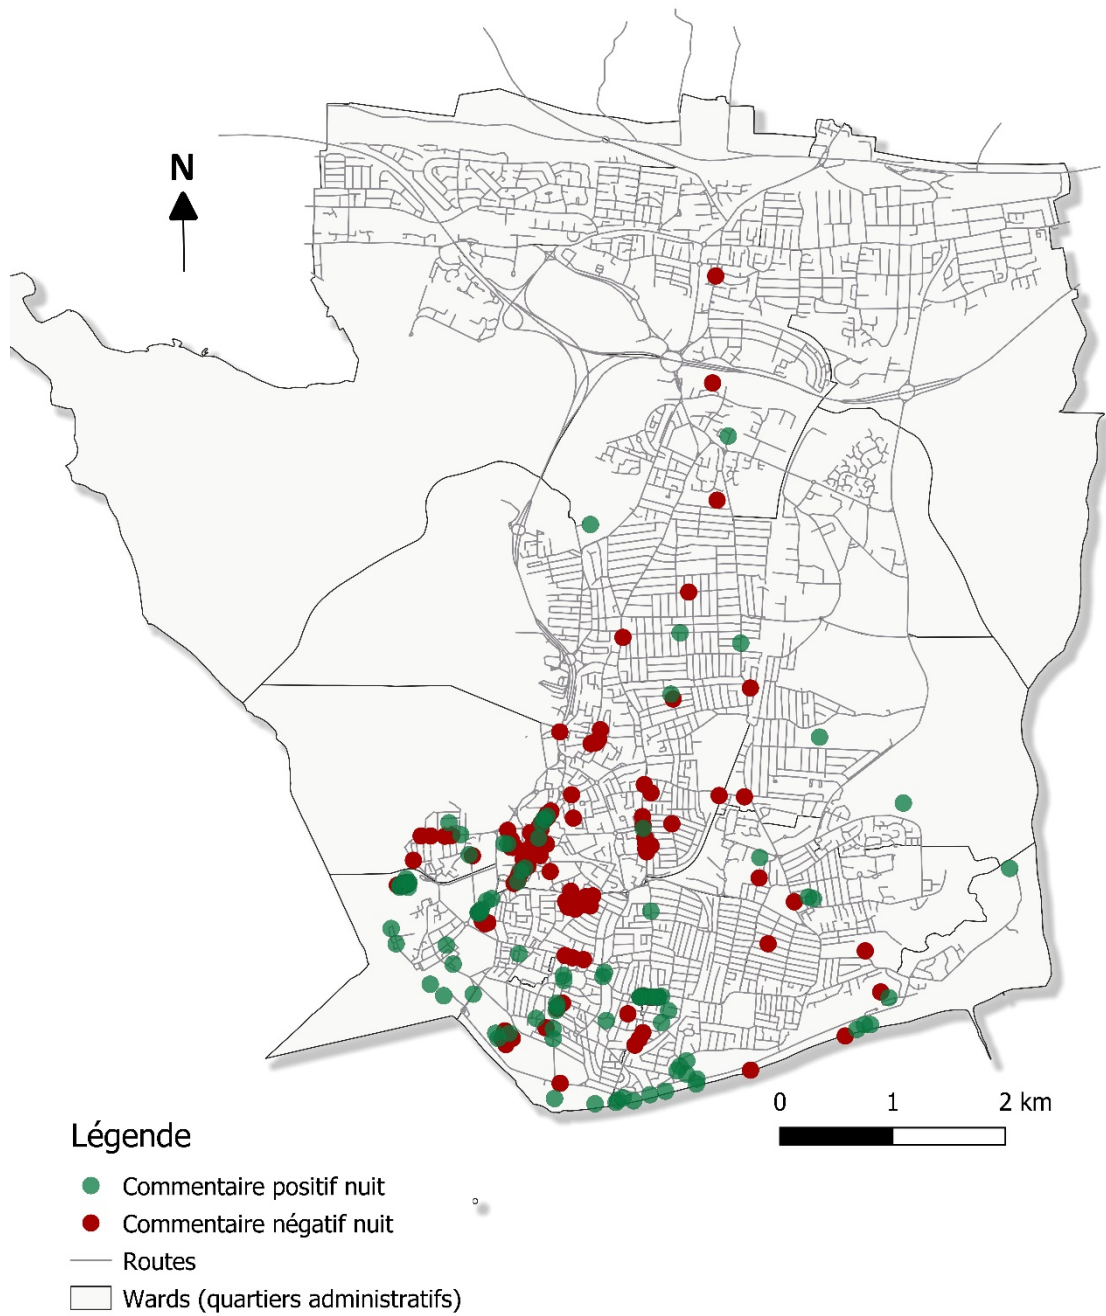 N
0 1 2 km
Légende
Commentaire positif nuit
Commentaire négatif nuit
Routes
Wards (quartiers administratifs)